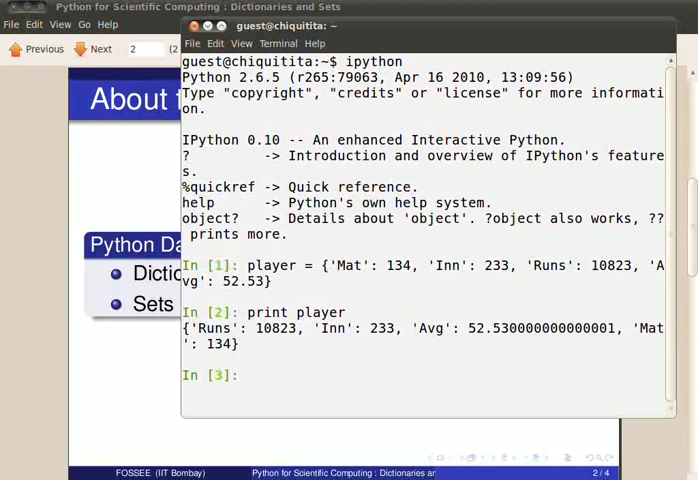 Python for Scientific Computing : Dictionaries and Sets
File Edit View Go Help
Previous Next 2 (2
guest@chiquitita: ~
File Edit View Terminal Help
guest@chiquitita:~$ ipython
Python 2.6.5 (r265:79063, Apr 16 2010, 13:09:56)
Type "copyright", "credits" or "license" for more informati
on.
IPython 0.10 -- An enhanced Interactive Python.
? -> Introduction and overview of IPython's feature
s.
%quickref -> Quick reference.
help -> Python's own help system.
object? -> Details about 'object'. ?object also works, ??
prints more.
In [1]: player = {'Mat': 134, 'Inn': 233, 'Runs': 10823, 'A
vg': 52.53}
In [2]: print player
{'Runs': 10823, 'Inn': 233, 'Avg': 52.530000000000001, 'Mat
': 134}
In [3]:
About t
Python Da
Dictio
Sets
FOSSEE (IIT Bombay) Python for Scientific Computing : Dictionaries ar 2 / 4